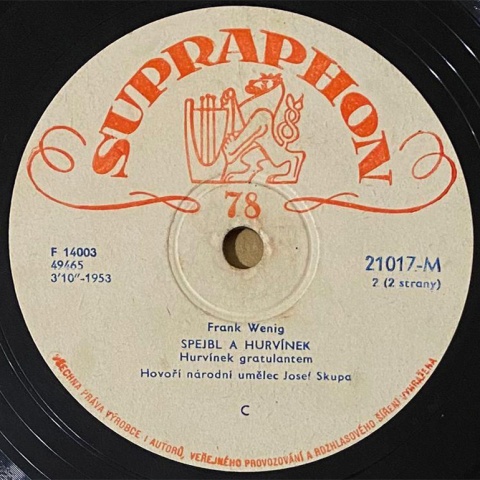 SUPRAPHON
78
F 14003
49465
3'10"-1953
21017-M
2 (2 strany)
Frank Wenig
SPEJBL A HURVÍNEK
Hurvínek gratulantem
Hovoří národní umělec Josef Skupa
C
VŠECHNA PRÁVA VÝROBCE I AUTORŮ, VEŘEJNÉHO PROVOZOVÁNÍ A ROZHLASOVÉHO ŠÍŘENÍ VYHRAŽENA